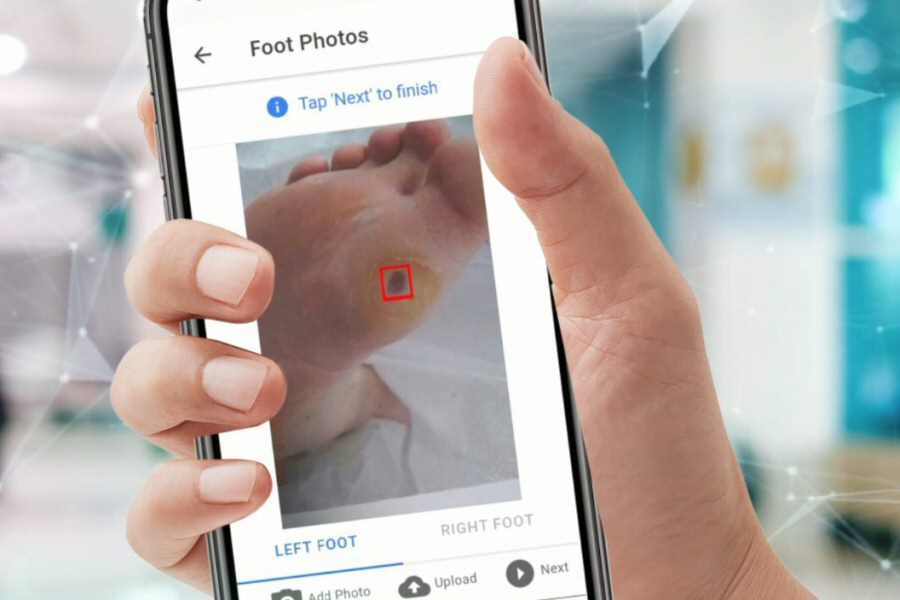 Foot Photos
Tap 'Next' to finish
LEFT FOOT
RIGHT FOOT
Add Photo
Upload
Next